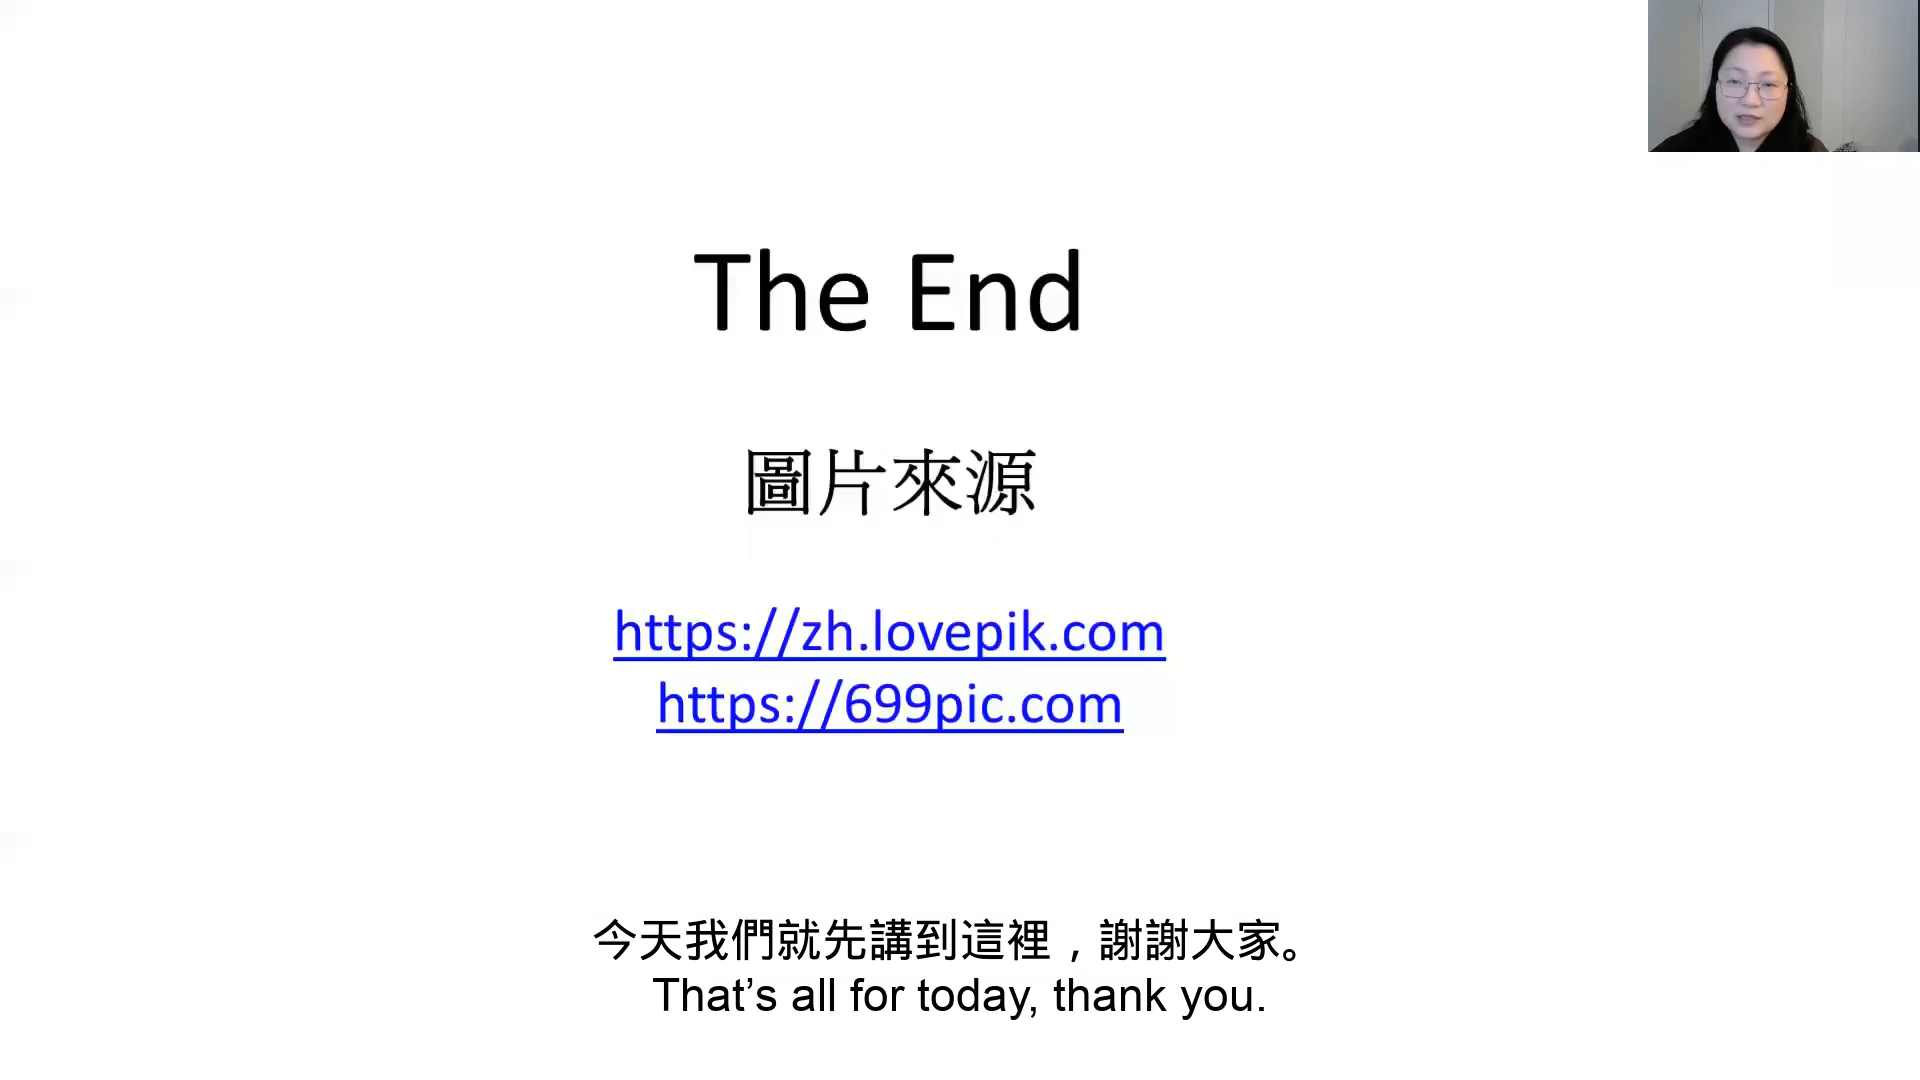 The End
圖片來源
https://zh.lovepik.com
https://699pic.com
今天我們就先講到這裡，謝謝大家。
That’s all for today, thank you.